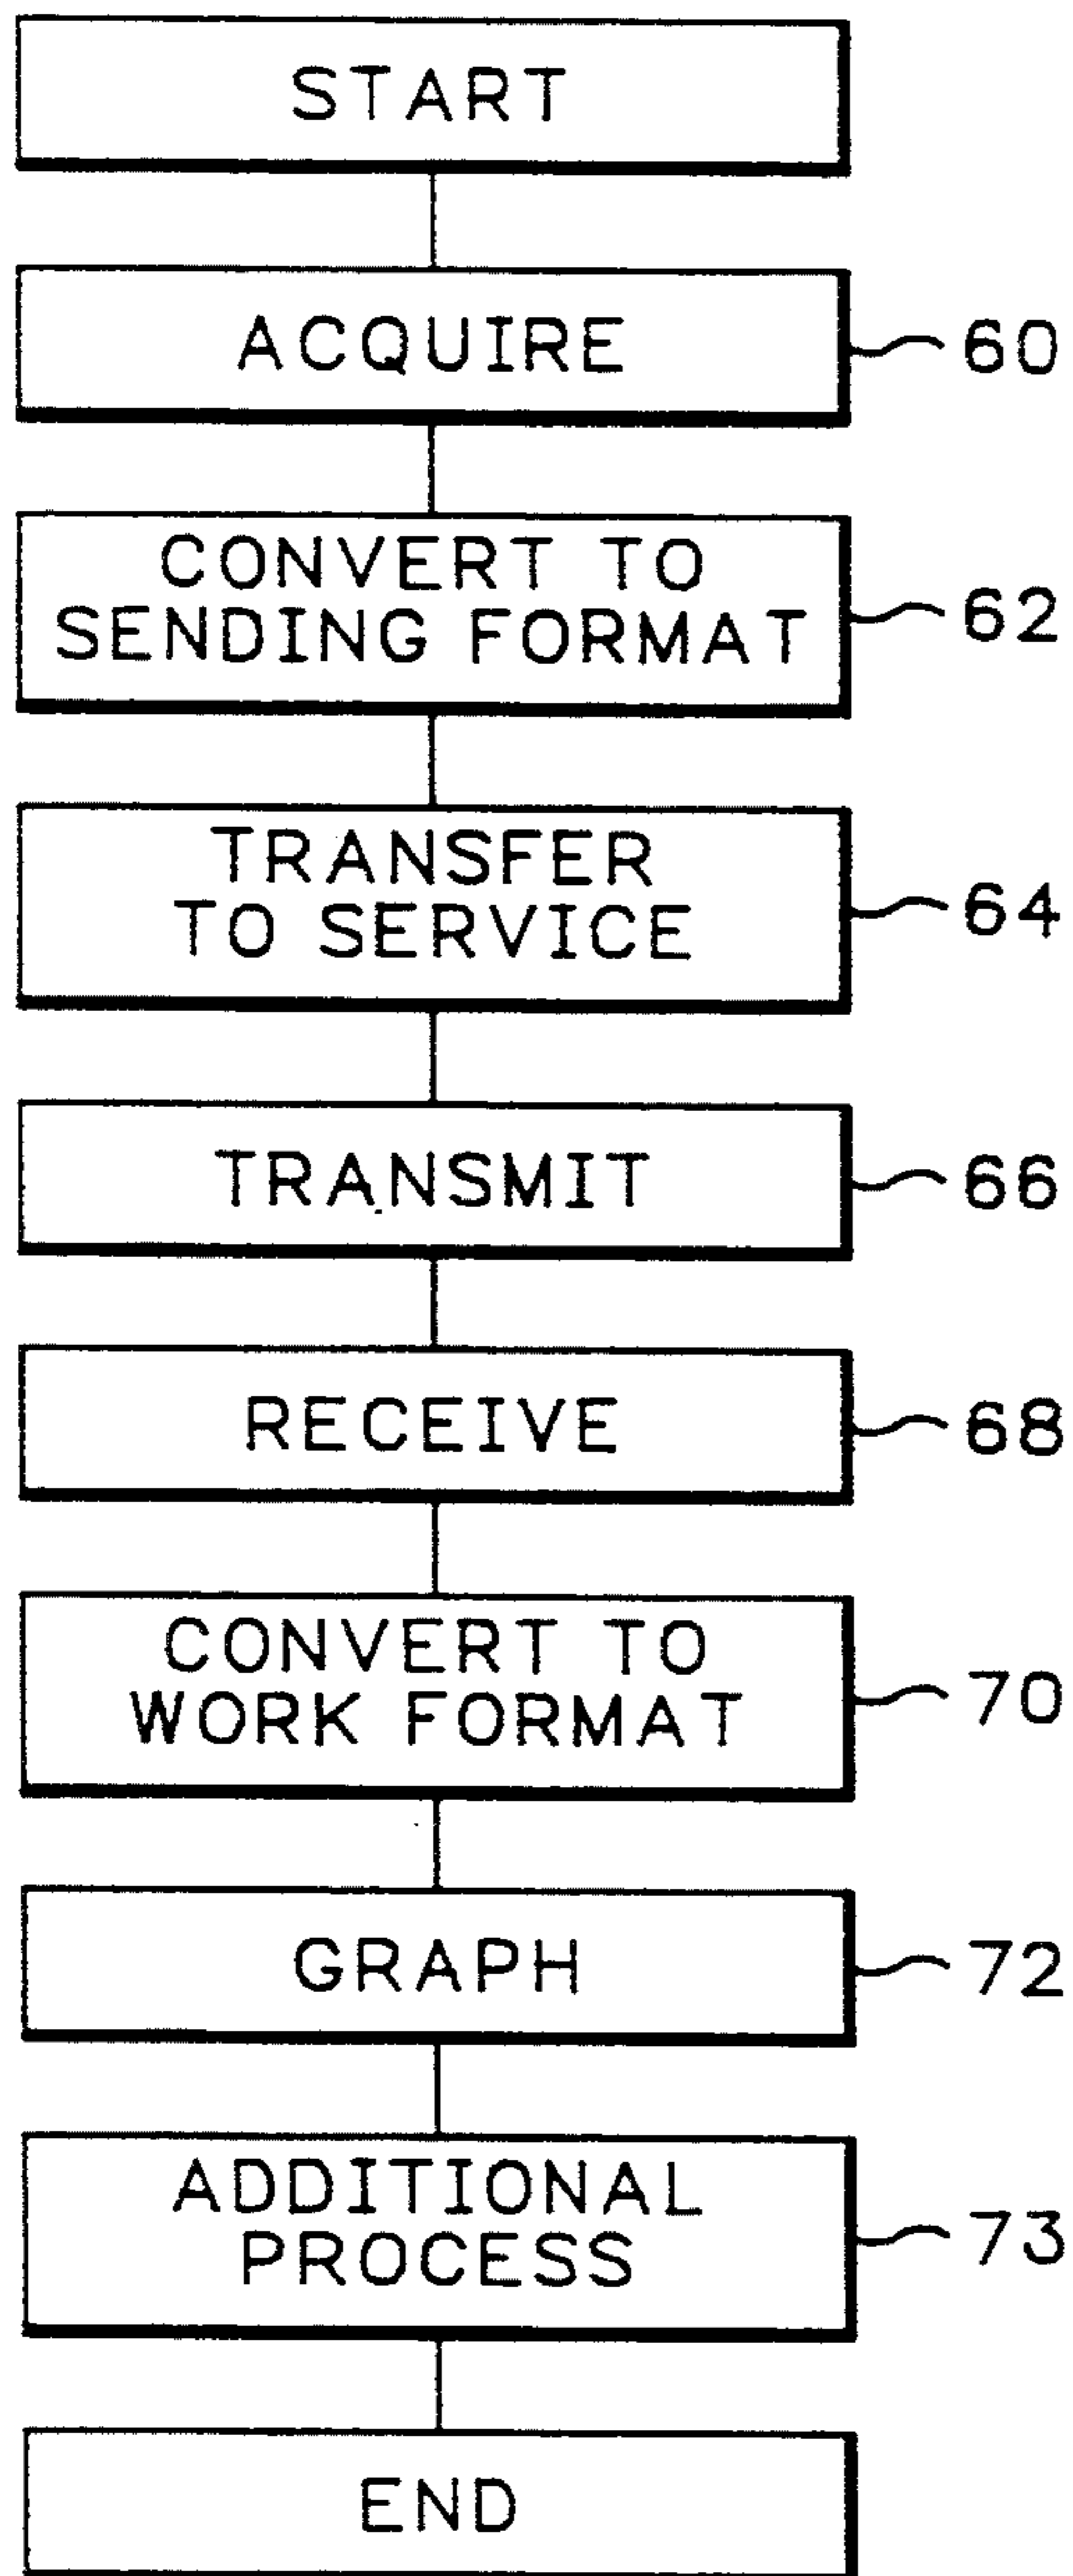 START
ACQUIRE
60
CONVERT TO
SENDING FORMAT
62
TRANSFER
TO SERVICE
64
TRANSMIT
66
RECEIVE
68
CONVERT TO
WORK FORMAT
70
GRAPH
72
ADDITIONAL
PROCESS
73
END